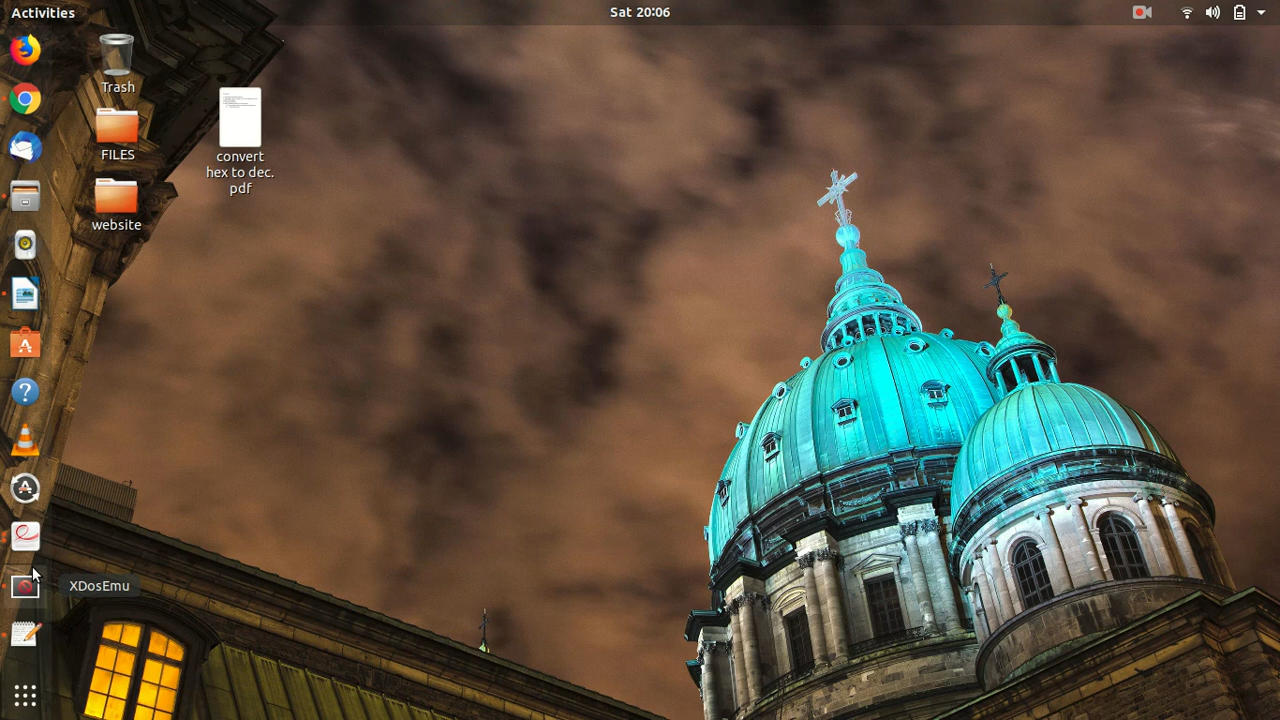 Activities
Sat 20:06
Trash
FILES
website
convert
hex to dec.
pdf
XDosEmu